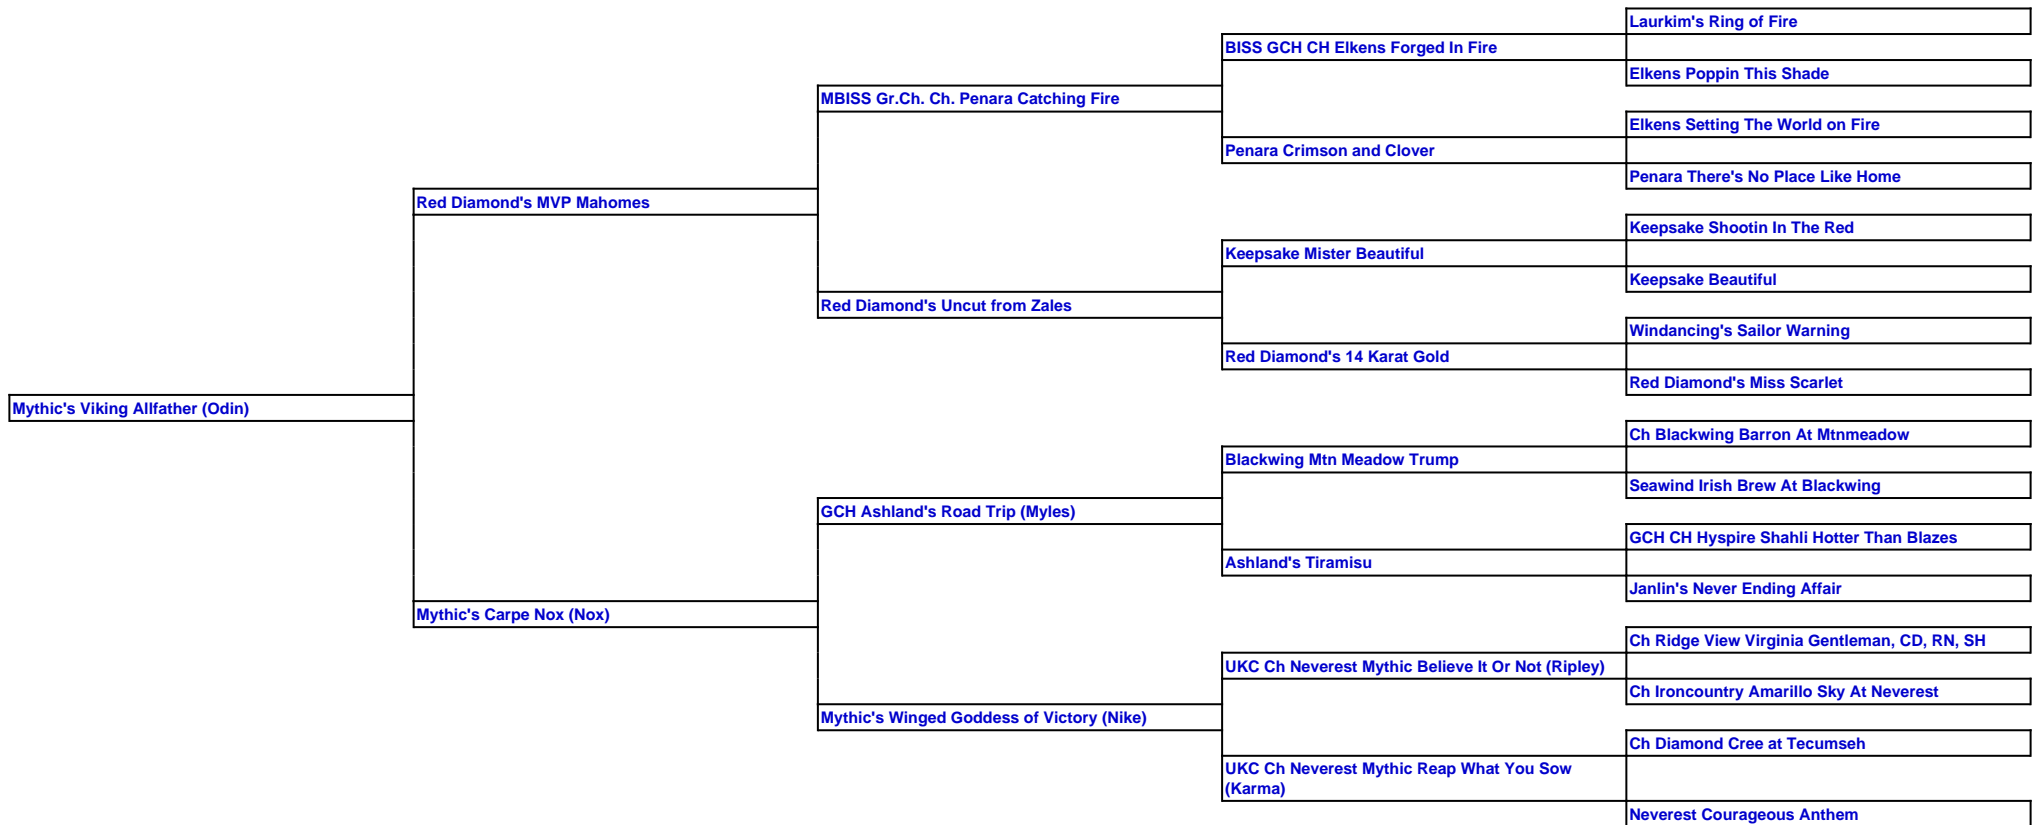 Laurkim's Ring of Fire
BISS GCH CH Elkens Forged In Fire
Elkens Poppin This Shade
MBISS Gr.Ch. Ch. Penara Catching Fire
Elkens Setting The World on Fire
Penara Crimson and Clover
Penara There's No Place Like Home
Red Diamond's MVP Mahomes
Keepsake Shootin In The Red
Keepsake Mister Beautiful
Keepsake Beautiful
Red Diamond's Uncut from Zales
Windancing's Sailor Warning
Red Diamond's 14 Karat Gold
Red Diamond's Miss Scarlet
Mythic's Viking Allfather (Odin)
Ch Blackwing Barron At Mtnmeadow
Blackwing Mtn Meadow Trump
Seawind Irish Brew At Blackwing
GCH Ashland's Road Trip (Myles)
GCH CH Hyspire Shahli Hotter Than Blazes
Ashland's Tiramisu
Janlin's Never Ending Affair
Mythic's Carpe Nox (Nox)
Ch Ridge View Virginia Gentleman, CD, RN, SH
UKC Ch Neverest Mythic Believe It Or Not (Ripley)
Ch Ironcountry Amarillo Sky At Neverest
Mythic's Winged Goddess of Victory (Nike)
Ch Diamond Cree at Tecumseh
UKC Ch Neverest Mythic Reap What You Sow
(Karma)
Neverest Courageous Anthem